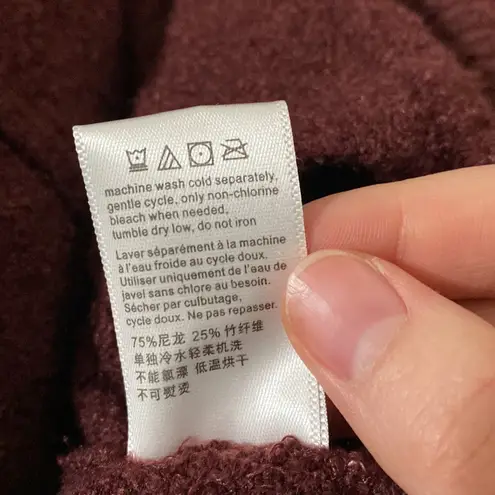 machine wash cold separately,
gentle cycle, only non-chlorine
bleach when needed,
tumble dry low, do not iron
Laver séparément à la machine
à l'eau froide au cycle doux.
Utiliser uniquement de l'eau de
javel sans chlore au besoin.
Sécher par culbutage,
cycle doux. Ne pas repasser.
75%尼龙 25%竹纤维
单独冷水轻柔机洗
不能氯漂 低温烘干
不可熨烫